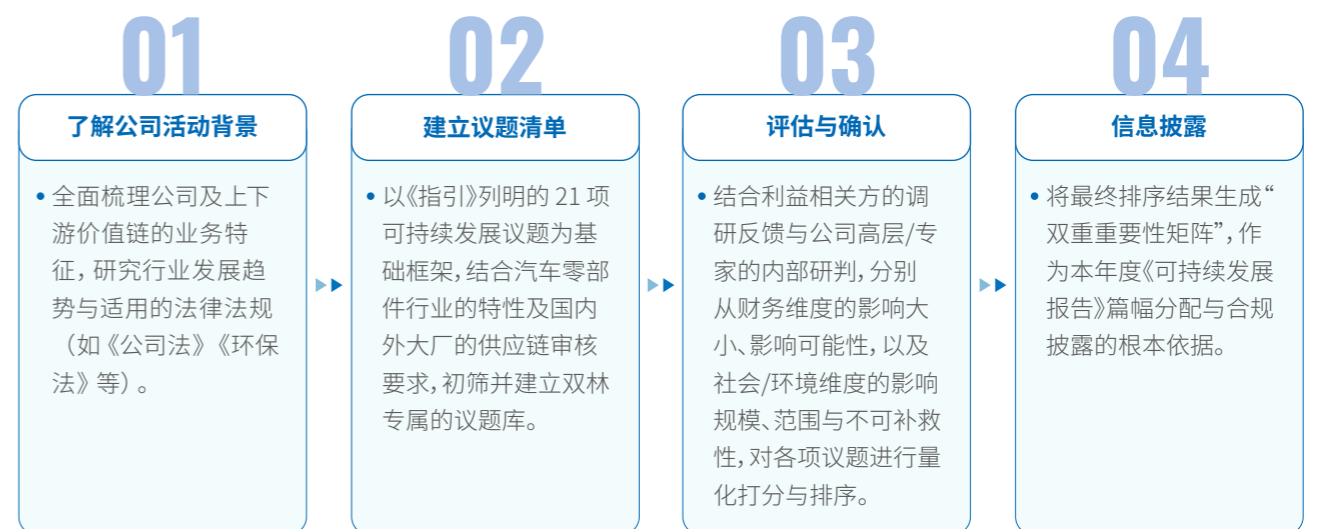 01
了解公司活动背景
• 全面梳理公司及上下
游价值链的业务特
征，研究行业发展趋
势与适用的法律法规
（如《公司法》《环保
法》等）。
02
建立议题清单
• 以《指引》列明的 21 项
可持续发展议题为基
础框架，结合汽车零部
件行业的特性及国内
外大厂的供应链审核
要求，初筛并建立双林
专属的议题库。
03
评估与确认
• 结合利益相关方的调
研反馈与公司高层/专
家的内部研判，分别
从财务维度的影响大
小、影响可能性，以及
社会/环境维度的影响
规模、范围与不可补救
性，对各项议题进行量
化打分与排序。
04
信息披露
• 将最终排序结果生成“
双重重要性矩阵”，作
为本年度《可持续发展
报告》篇幅分配与合规
披露的根本依据。